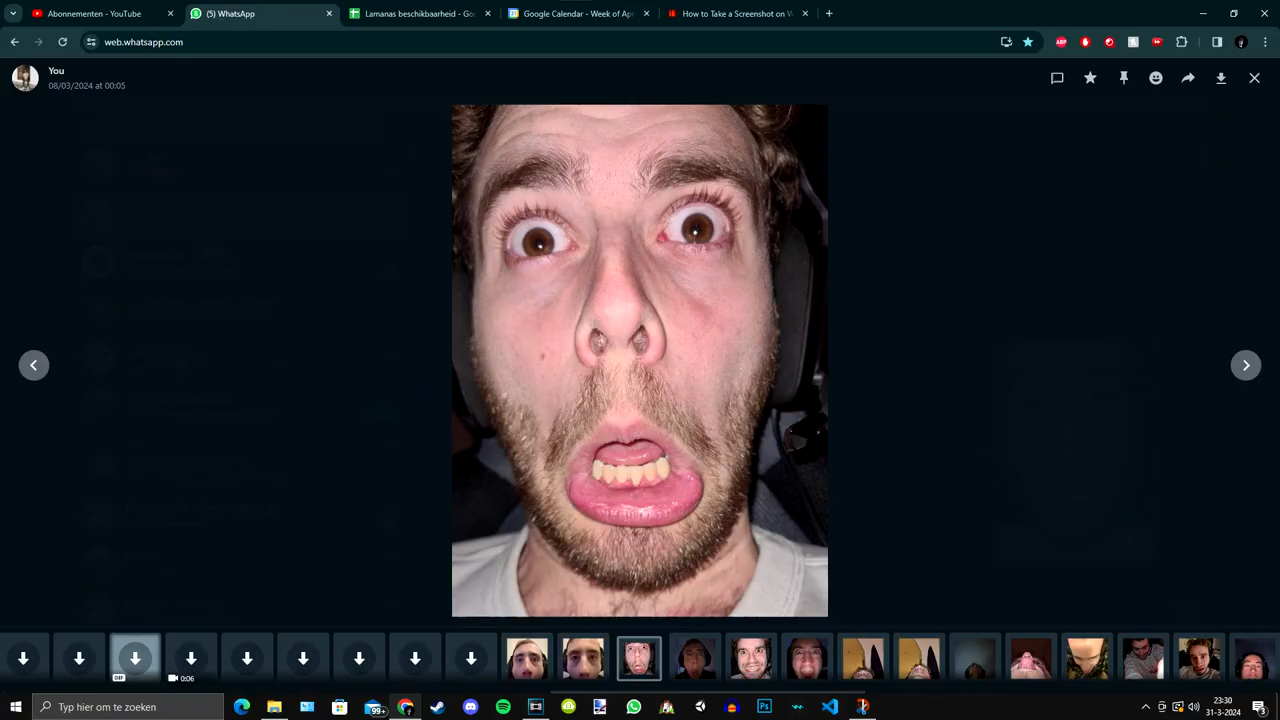 Abonnementen - YouTube
(5) WhatsApp
Lamanas beschikbaarheid - Go
Google Calendar - Week of Ap
How to Take a Screenshot on
web.whatsapp.com
ABP
You
08/03/2024 at 00:05
GIF
0:06
Typ hier om te zoeken
99+
Ps
23:30
31-3-2024